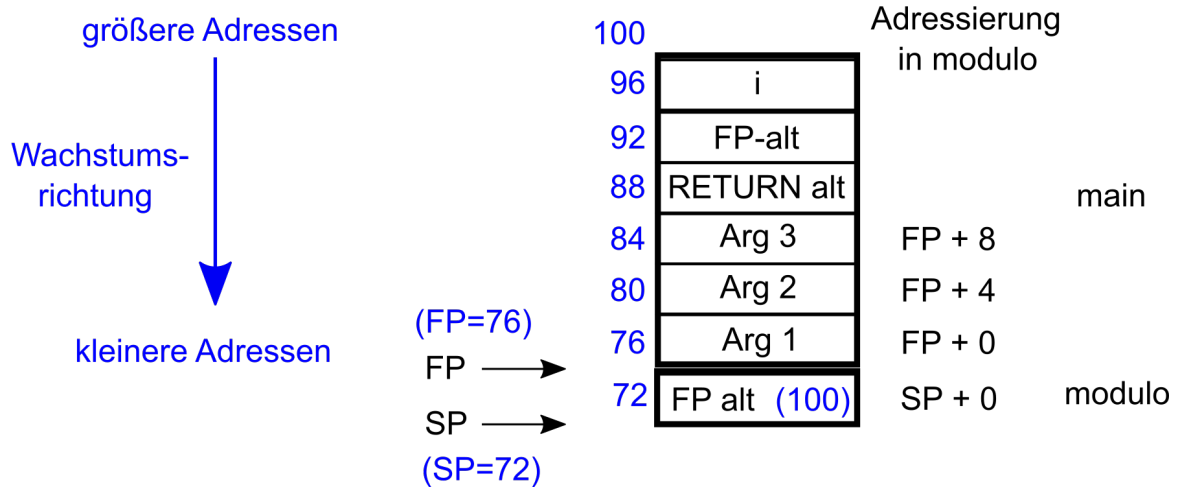 größere Adressen
Wachstums-
richtung
kleinere Adressen
(FP=76)
FP
SP
(SP=72)
Adressierung
in modulo
100
96 i
92 FP-alt
88 RETURN alt
main
84 Arg 3 FP + 8
80 Arg 2 FP + 4
76 Arg 1 FP + 0
72 FP alt (100) SP + 0 modulo